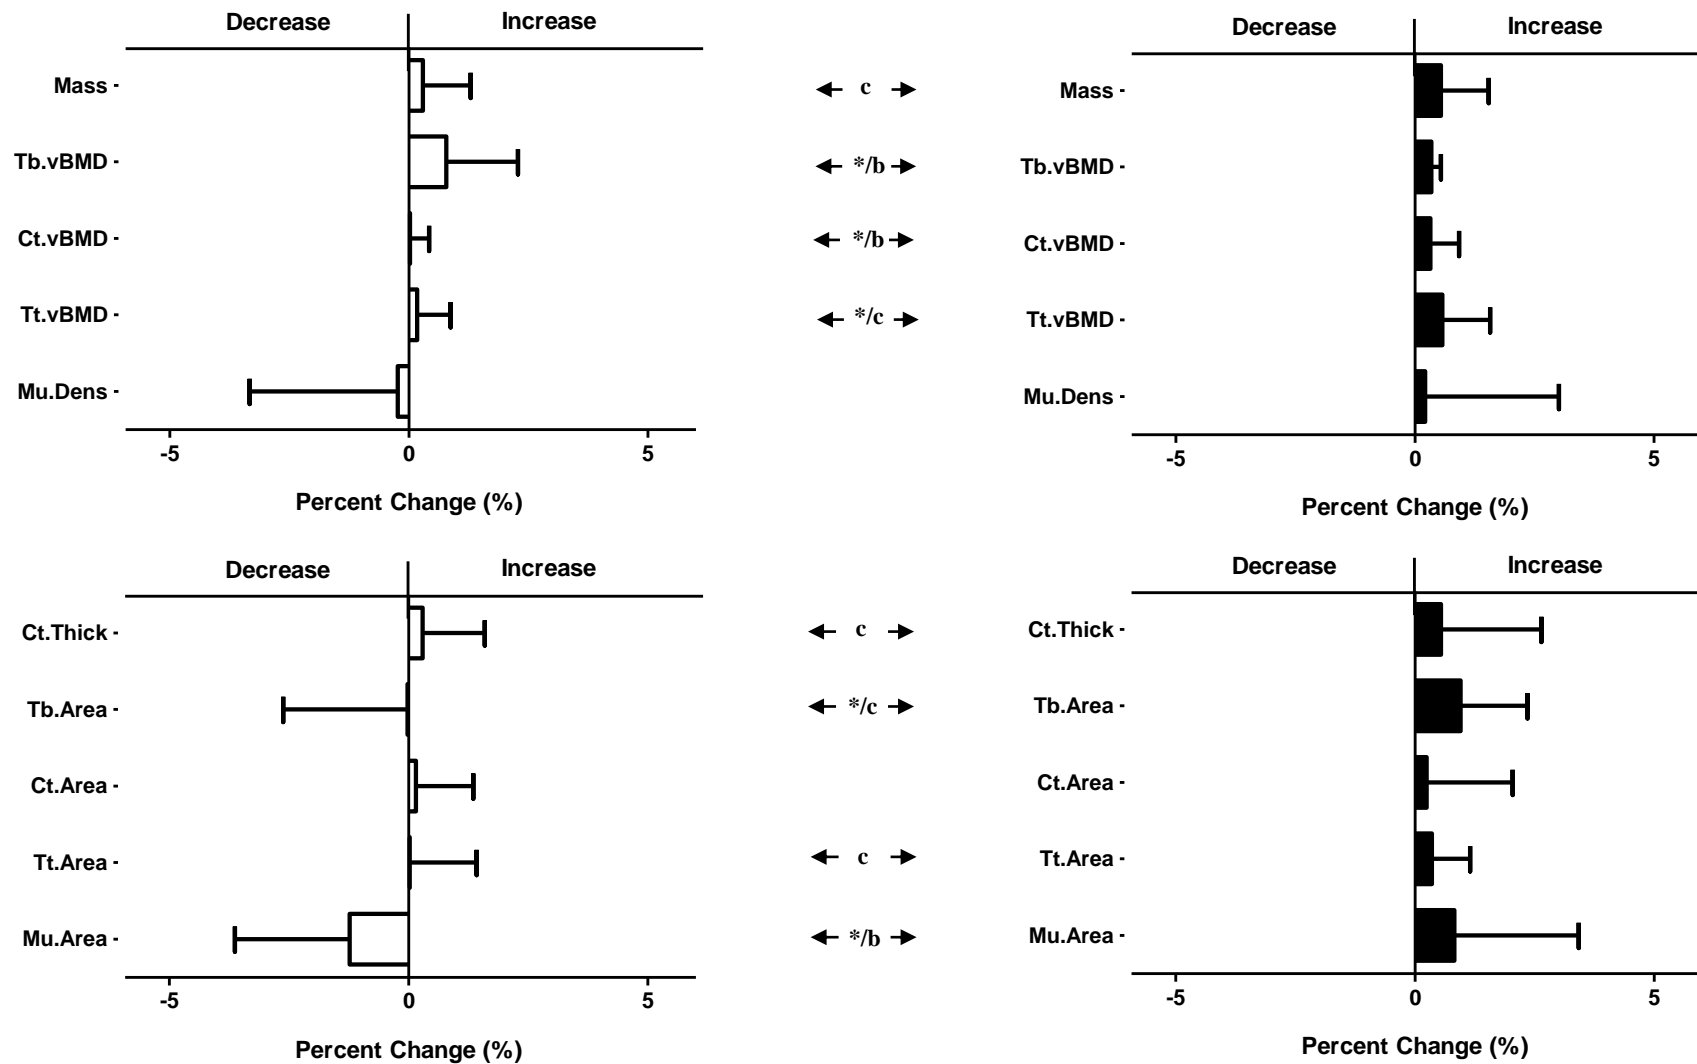 Decrease Increase
Mass
Tb.vBMD
Ct.vBMD
Tt.vBMD
Mu.Dens
-5 0 5
Percent Change (%)
c
*/b
*/b
*/c
Decrease Increase
Mass
Tb.vBMD
Ct.vBMD
Tt.vBMD
Mu.Dens
-5 0 5
Percent Change (%)
Decrease Increase
Ct.Thick
Tb.Area
Ct.Area
Tt.Area
Mu.Area
-5 0 5
Percent Change (%)
c
*/c
c
*/b
Decrease Increase
Ct.Thick
Tb.Area
Ct.Area
Tt.Area
Mu.Area
-5 0 5
Percent Change (%)